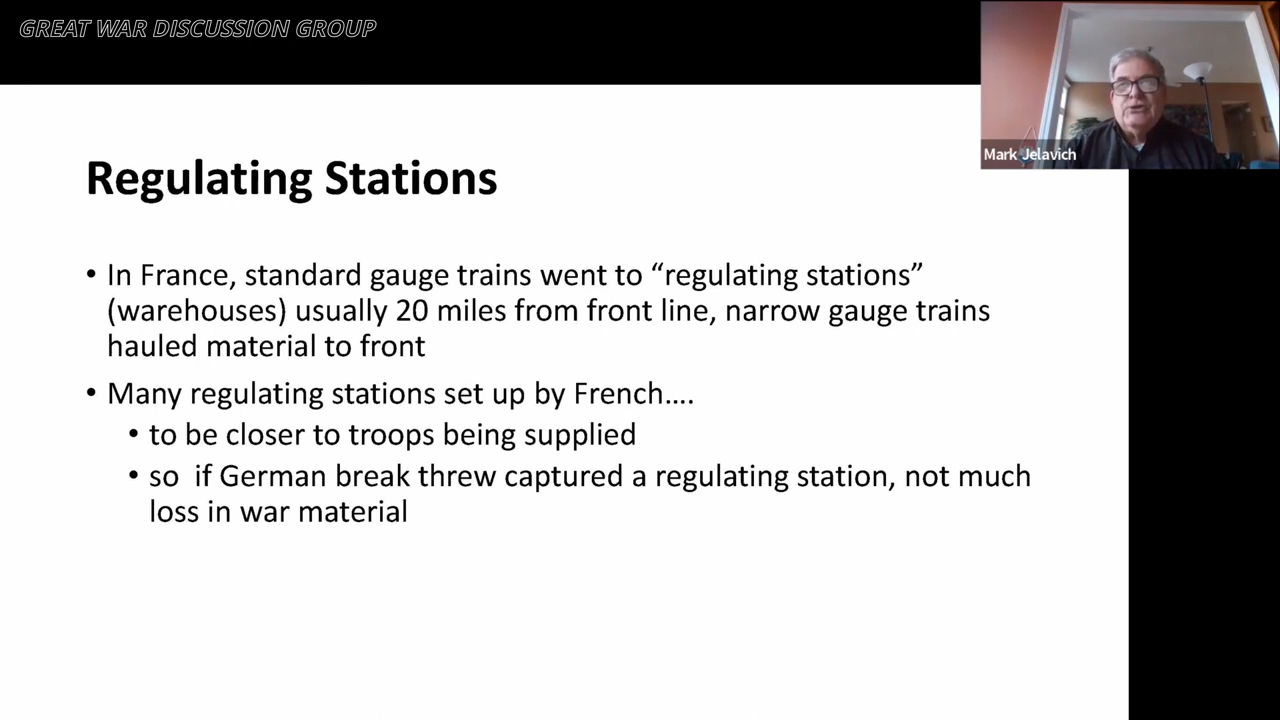 GREAT WAR DISCUSSION GROUP
Mark Jelavich
Regulating Stations
• In France, standard gauge trains went to “regulating stations”
(warehouses) usually 20 miles from front line, narrow gauge trains
hauled material to front
• Many regulating stations set up by French….
• to be closer to troops being supplied
• so  if German break threw captured a regulating station, not much
loss in war material